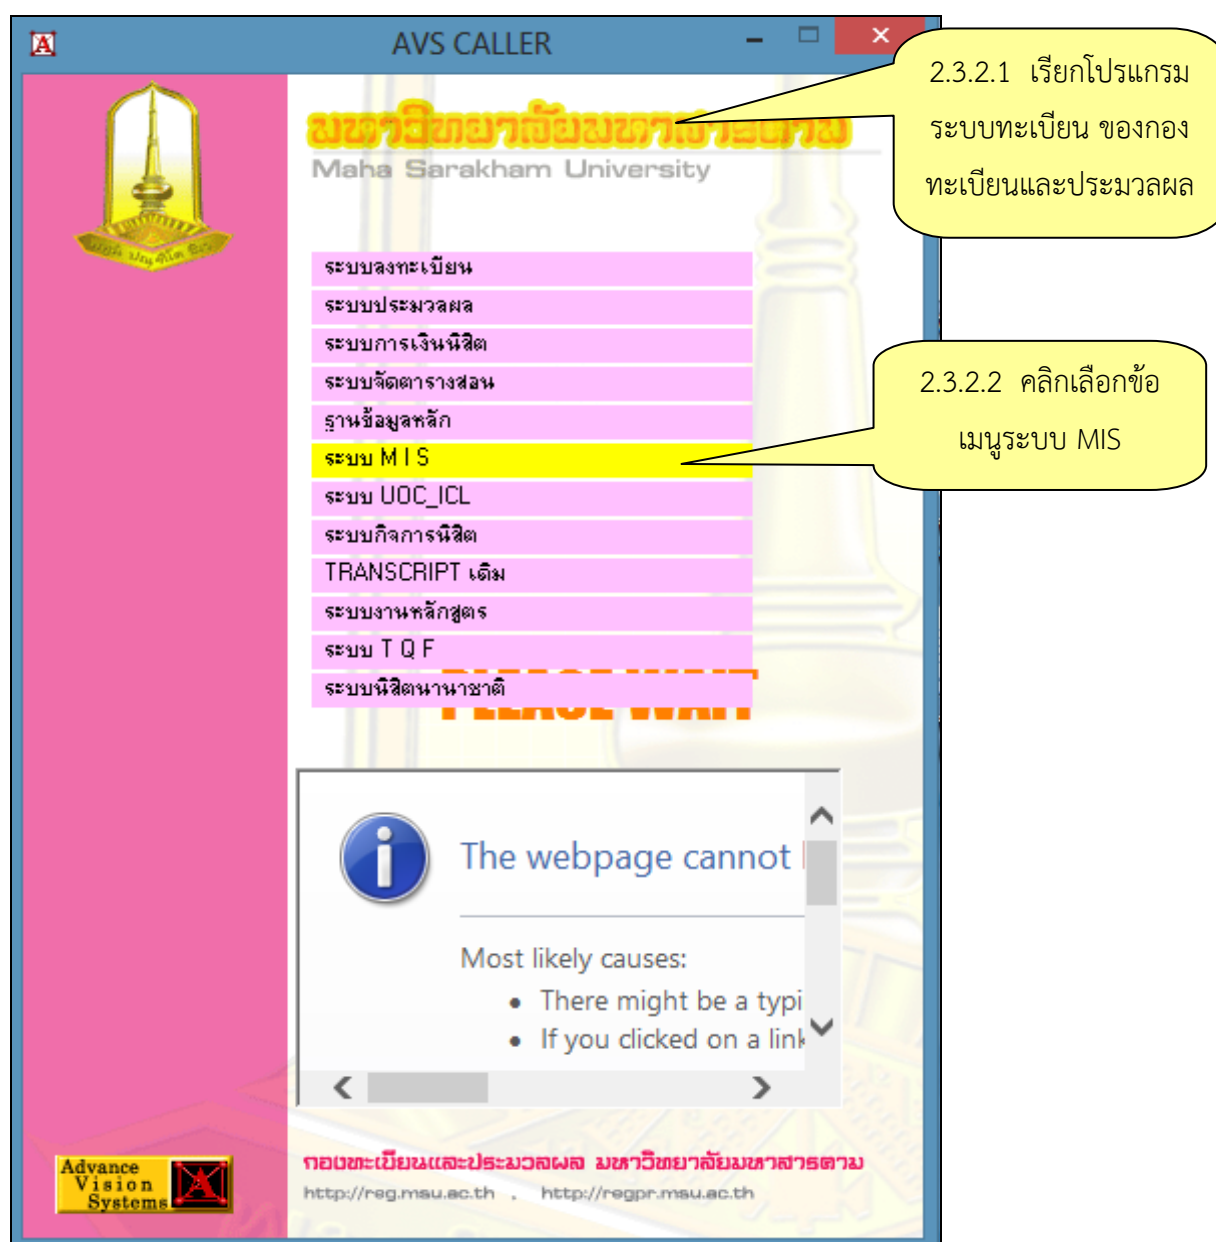 AVS CALLER
2.3.2.1 เรียกโปรแกรม
ระบบทะเบียน ของกอง
ทะเบียนและประมวลผล
มหาวิทยาลัยมหาสารคาม
Maha Sarakham University
ระบบลงทะเบียน
ระบบประมวลผล
ระบบการเงินนิสิต
ระบบจัดตารางสอน
ฐานข้อมูลหลัก
ระบบ M I S
2.3.2.2 คลิกเลือกข้อ
เมนูระบบ MIS
ระบบ UOC_ICL
ระบบกิจการนิสิต
TRANSCRIPT เดิม
ระบบงานหลักสูตร
ระบบ T Q F
ระบบนิสิตนานาชาติ
PLEASE WAIT
The webpage cannot
Most likely causes:
• There might be a typi
• If you clicked on a link
กองทะเบียนและประมวลผล มหาวิทยาลัยมหาสารคาม
http://reg.msu.ac.th , http://regpr.msu.ac.th
Advance
Vision
Systems